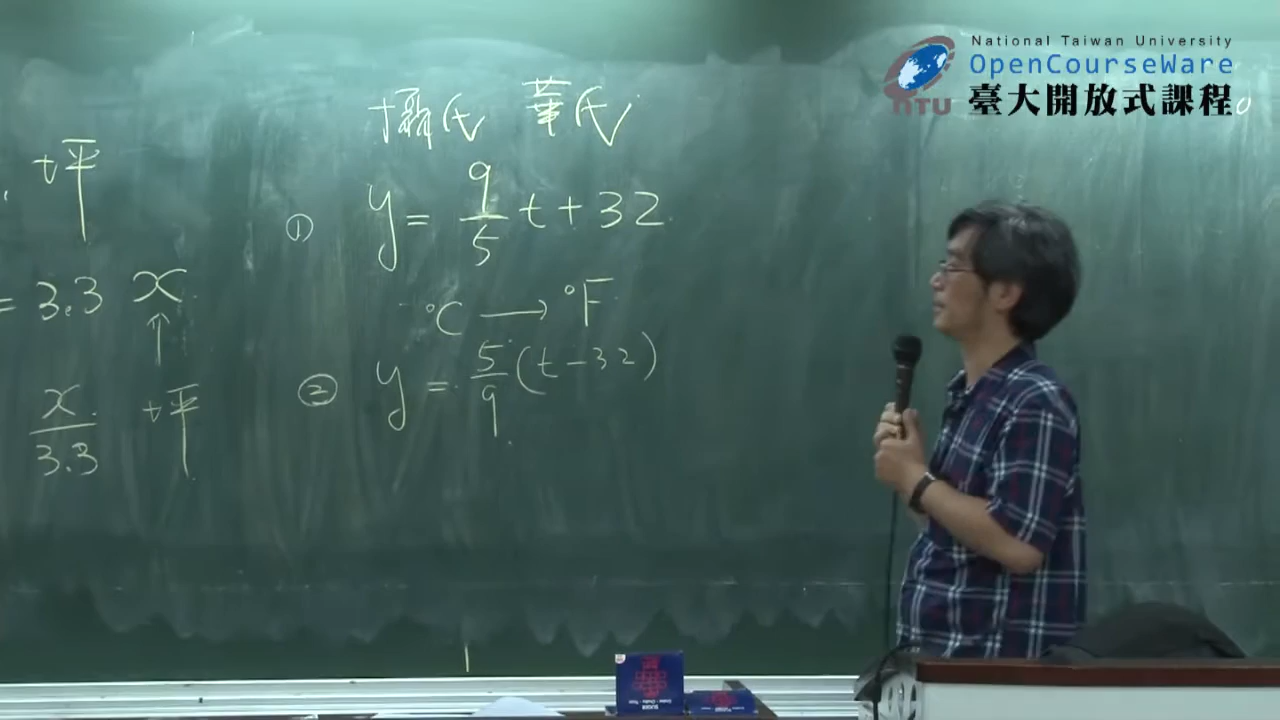 National Taiwan University
OpenCourseWare
NTU 臺大開放式課程
坪
= 3.3 x
↑
x/3.3 坪
攝氏 華氏
① y = 9/5 t + 32
°C → °F
② y = 5/9 (t - 32)